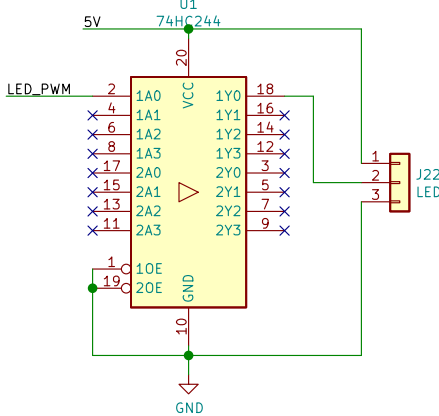 U1
74HC244
5V
20
VCC
LED_PWM 2 1A0 1Y0 18
4 1A1 1Y1 16
6 1A2 1Y2 14
8 1A3 1Y3 12
17 2A0 2Y0 3
15 2A1 2Y1 5
13 2A2 2Y2 7
11 2A3 2Y3 9
1 1OE
19 2OE
GND
10
GND
1
2
3
J22
LED